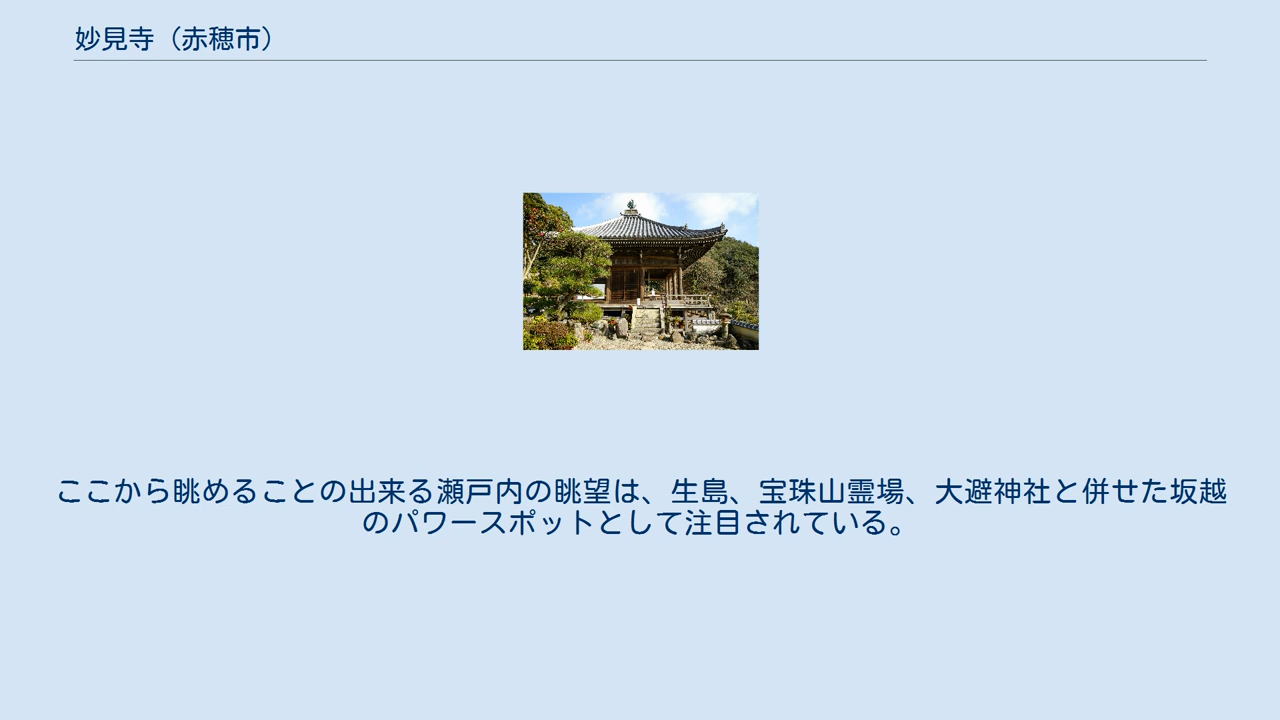 妙見寺（赤穂市）
ここから眺めることの出来る瀬戸内の眺望は、生島、宝珠山霊場、大避神社と併せた坂越
のパワースポットとして注目されている。